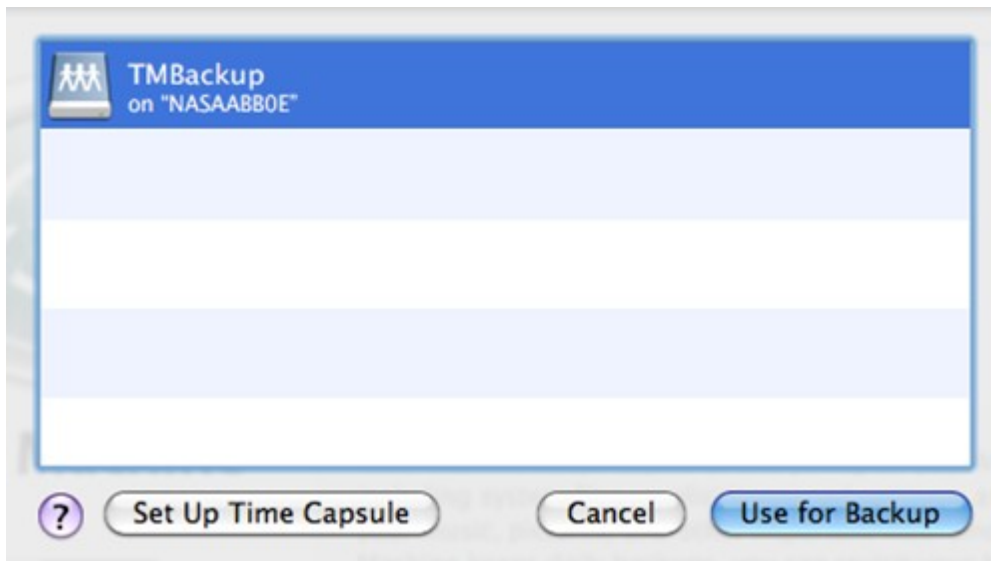 TMBackup
on "NASAABB0E"
?
Set Up Time Capsule
Cancel
Use for Backup